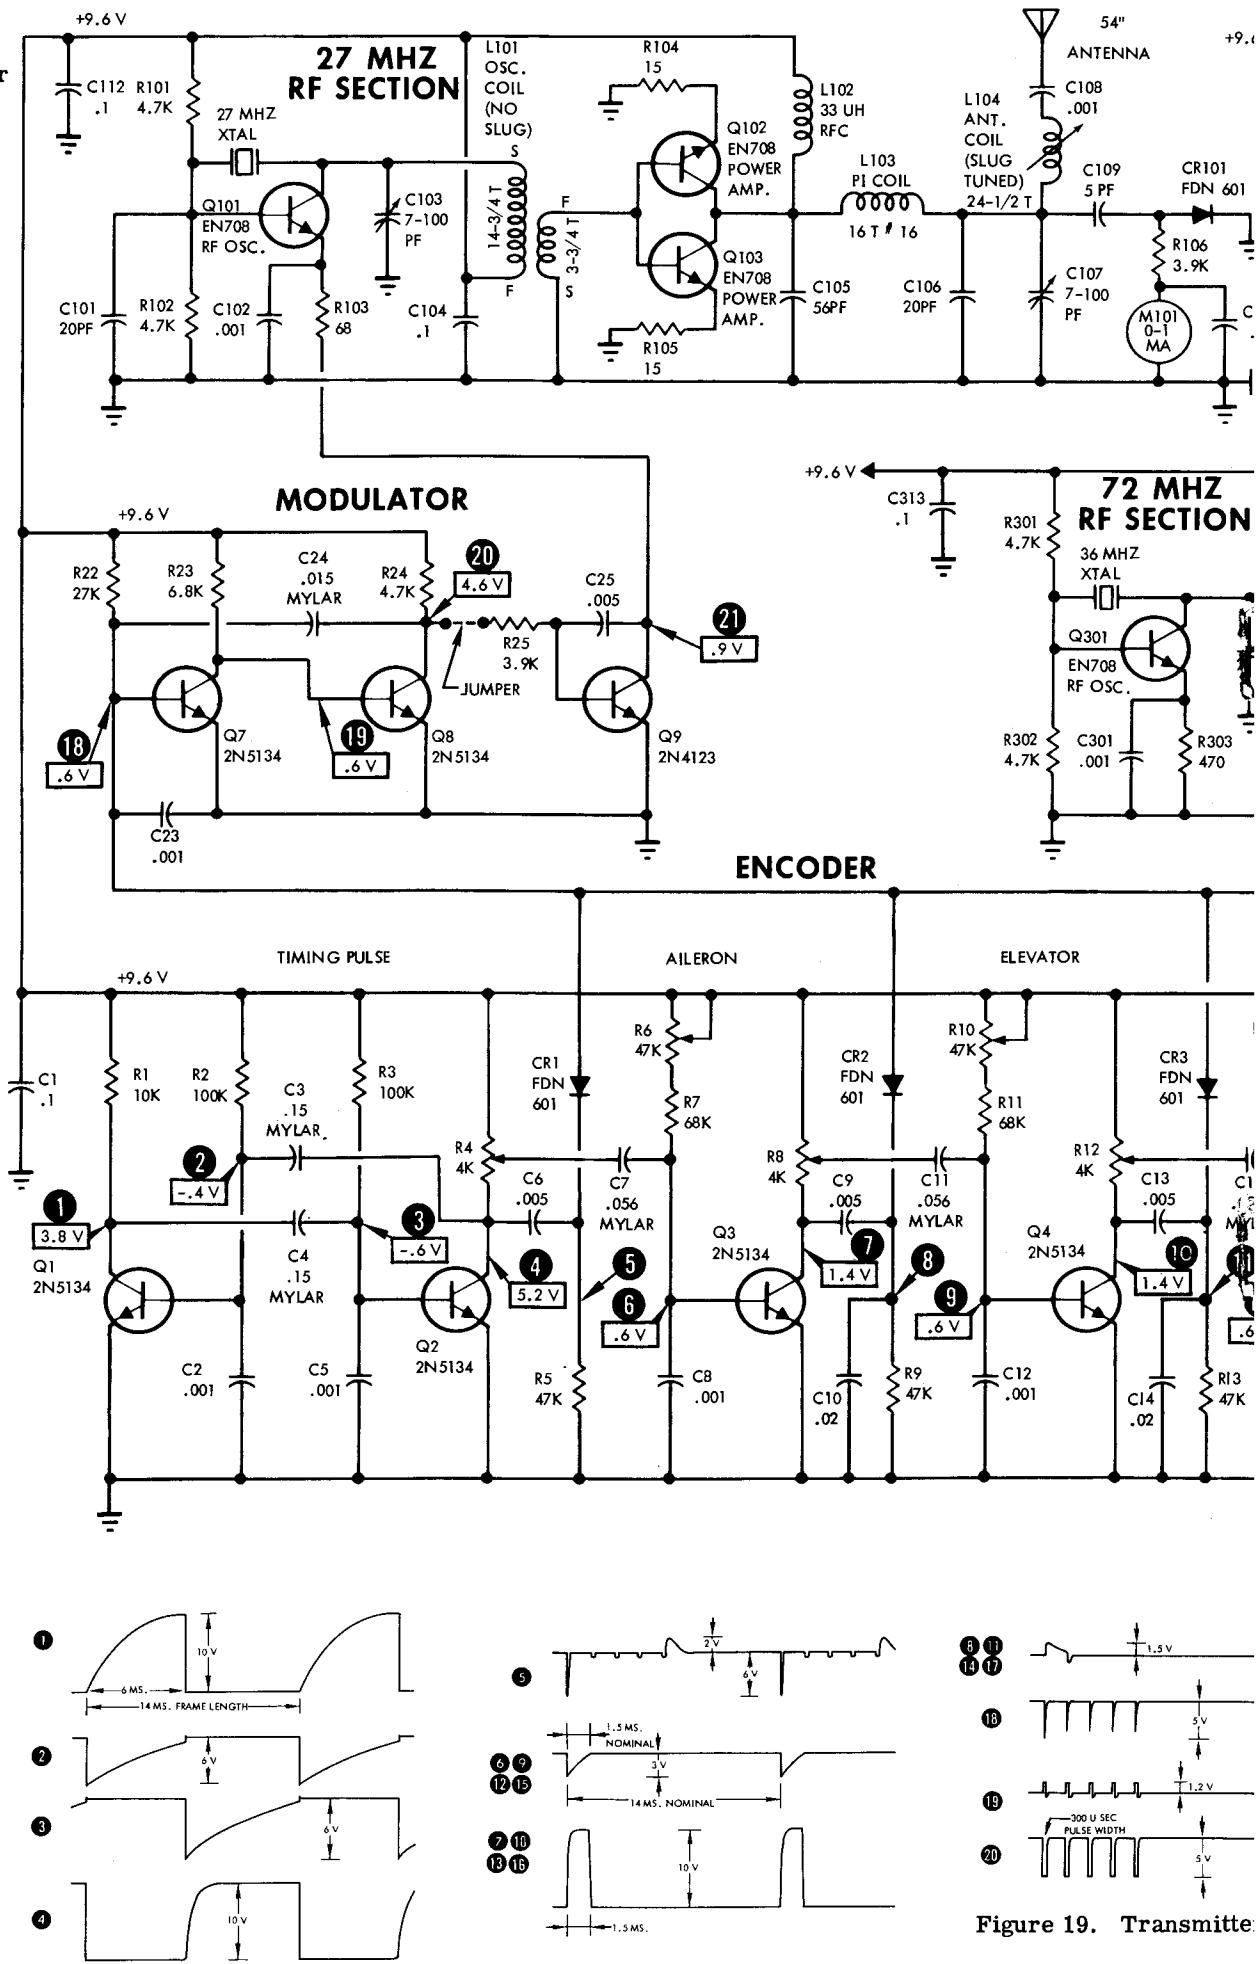 +9.6 V
r
C112
.1
R101
4.7K
27 MHZ
RF SECTION
27 MHZ
XTAL
L101
OSC.
COIL
(NO
SLUG)
S
R104
15
Q102
EN708
POWER
AMP.
L102
33 UH
RFC
L103
PI COIL
16 T # 16
L104
ANT.
COIL
(SLUG
TUNED)
24-1/2 T
54"
ANTENNA
C108
.001
C109
5 PF
CR101
FDN 601
Q101
EN708
RF OSC.
C103
7-100
PF
14-3/4 T
F
F
3-3/4 T
S
Q103
EN708
POWER
AMP.
R105
15
C101
20PF
R102
4.7K
C102
.001
R103
68
C104
.1
C105
56PF
C106
20PF
C107
7-100
PF
R106
3.9K
M101
0-1
MA
MODULATOR
+9.6 V
R22
27K
R23
6.8K
C24
.015
MYLAR
R24
4.7K
20
4.6 V
C25
.005
21
.9 V
R25
3.9K
JUMPER
18
.6 V
Q7
2N5134
19
.6 V
Q8
2N5134
Q9
2N4123
C23
.001
+9.6 V
C313
.1
72 MHZ
RF SECTION
R301
4.7K
36 MHZ
XTAL
Q301
EN708
RF OSC.
R302
4.7K
C301
.001
R303
470
ENCODER
TIMING PULSE
AILERON
ELEVATOR
+9.6 V
C1
.1
R1
10K
R2
100K
C3
.15
MYLAR.
R3
100K
R4
4K
CR1
FDN
601
R6
47K
R7
68K
R8
4K
CR2
FDN
601
R10
47K
R11
68K
R12
4K
CR3
FDN
601
1
3.8 V
2
-.4 V
3
-.6 V
C4
.15
MYLAR
C6
.005
C7
.056
MYLAR
C9
.005
C11
.056
MYLAR
C13
.005
Q1
2N5134
4
5.2 V
5
6
.6 V
Q3
2N5134
7
1.4 V
8
9
.6 V
Q4
2N5134
10
1.4 V
Q2
2N5134
C2
.001
C5
.001
R5
47K
C8
.001
C10
.02
R9
47K
C12
.001
C14
.02
R13
47K
1
10 V
6 MS.
14 MS. FRAME LENGTH
2
6 V
3
6 V
4
10 V
5
2 V
6 V
1.5 MS.
NOMINAL
6 9
12 15
3 V
14 MS. NOMINAL
7 10
13 16
10 V
1.5 MS.
8 11
14 17
1.5 V
18
5 V
19
1.2 V
300 U SEC
PULSE WIDTH
20
5 V
Figure 19. Transmitter